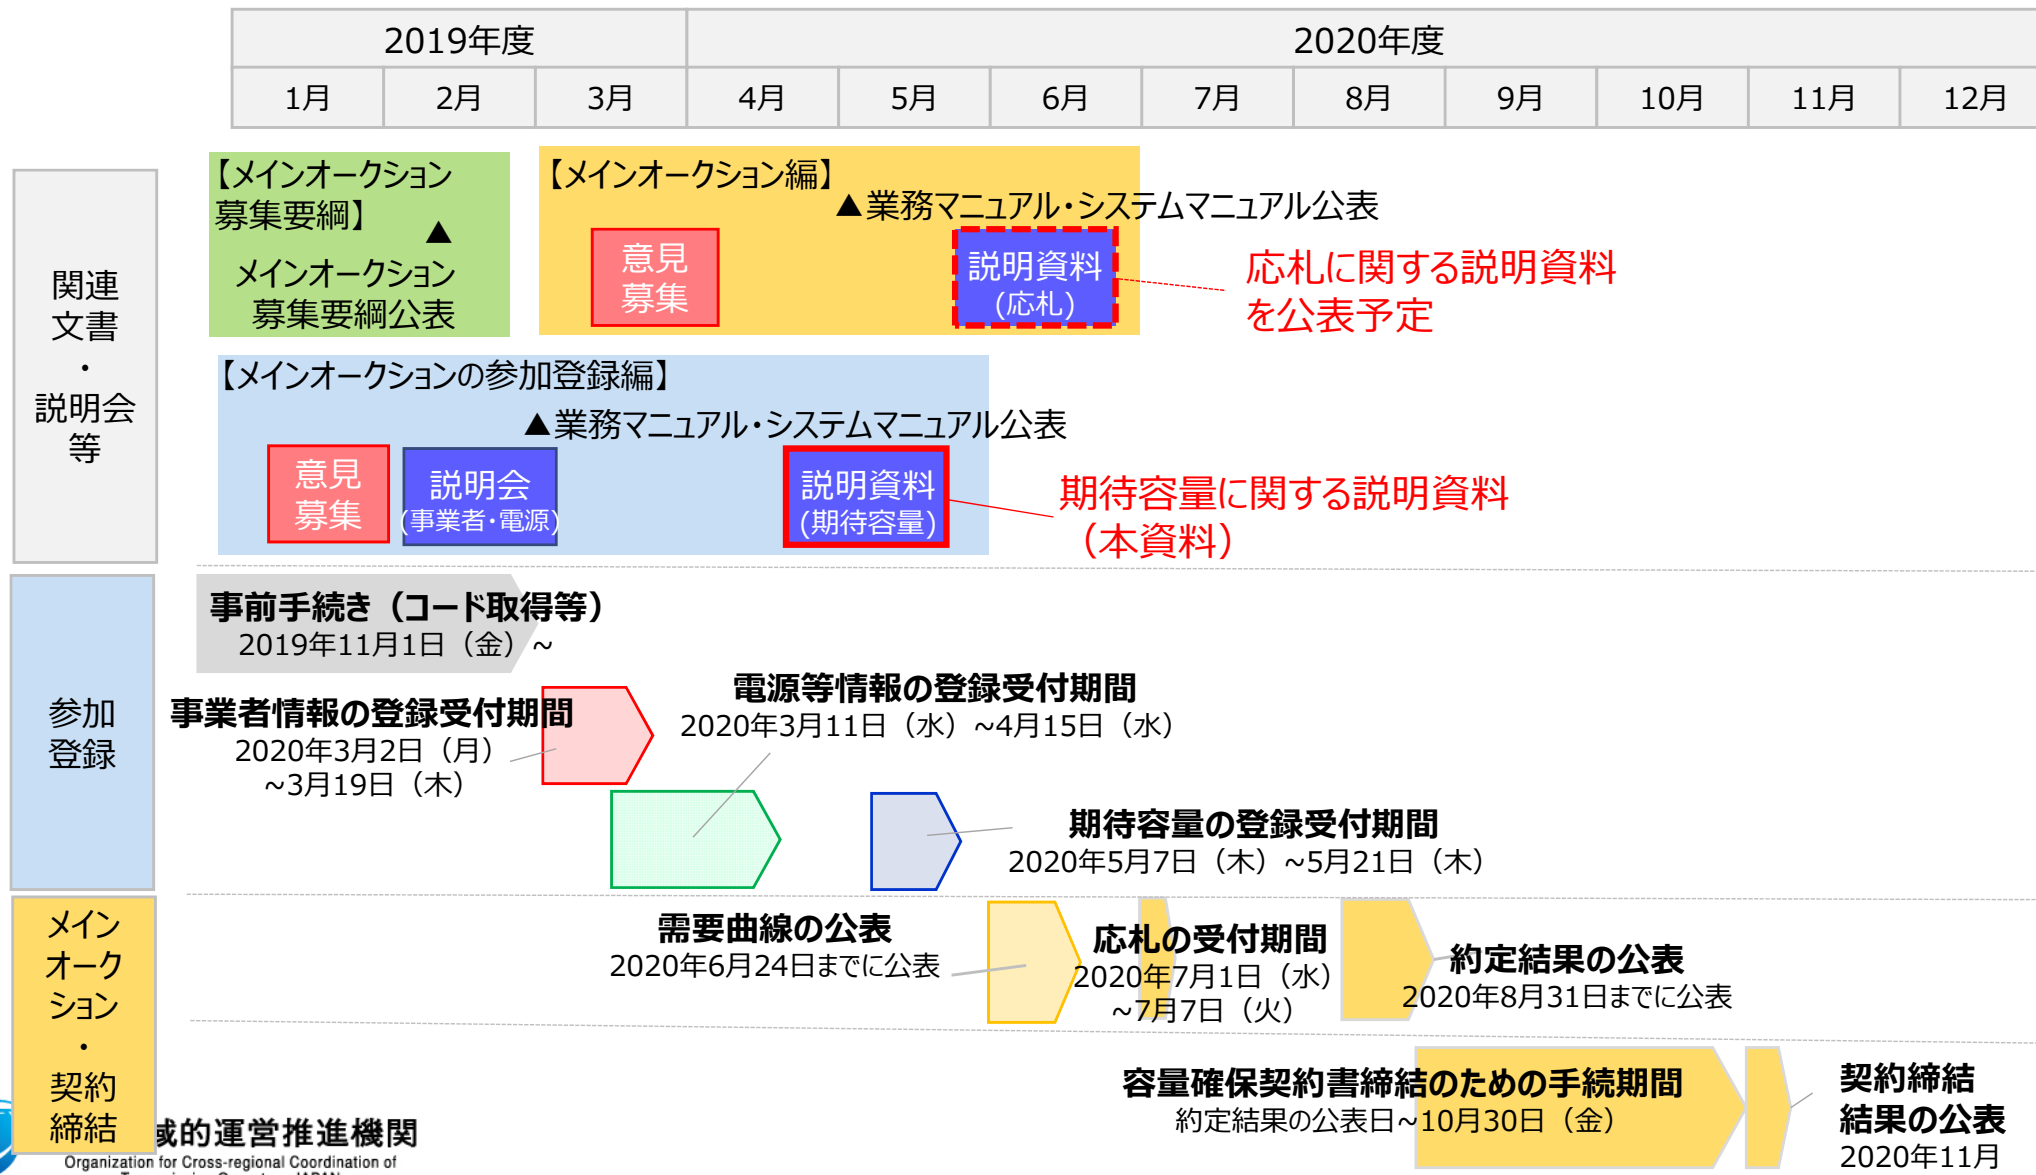 2019年度
2020年度
1月
2月
3月
4月
5月
6月
7月
8月
9月
10月
11月
12月
関連
文書
・
説明会
等
【メインオークション
募集要綱】
▲
メインオークション
募集要綱公表
【メインオークション編】
▲業務マニュアル・システムマニュアル公表
意見
募集
説明資料
(応札)
応札に関する説明資料
を公表予定
【メインオークションの参加登録編】
▲業務マニュアル・システムマニュアル公表
意見
募集
説明会
(事業者・電源)
説明資料
(期待容量)
期待容量に関する説明資料
（本資料）
参加
登録
事前手続き（コード取得等）
2019年11月1日（金）~
事業者情報の登録受付期間
2020年3月2日（月）
~3月19日（木）
電源等情報の登録受付期間
2020年3月11日（水）~4月15日（水）
期待容量の登録受付期間
2020年5月7日（木）~5月21日（木）
メイン
オーク
ション
・
契約
締結
需要曲線の公表
2020年6月24日までに公表
応札の受付期間
2020年7月1日（水）
~7月7日（火）
約定結果の公表
2020年8月31日までに公表
容量確保契約書締結のための手続期間
約定結果の公表日~10月30日（金）
契約締結
結果の公表
2020年11月
域的運営推進機関
Organization for Cross-regional Coordination of